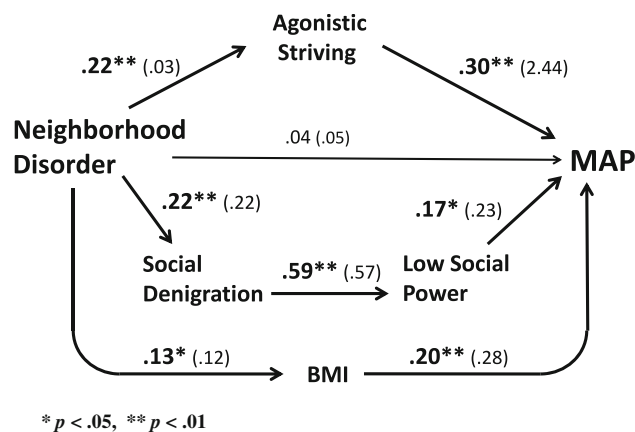 Agonistic
Striving
.22** (.03)
.30** (2.44)
Neighborhood
Disorder
.04 (.05)
MAP
.22** (.22)
.17* (.23)
Social
Denigration
.59** (.57)
Low Social
Power
.13* (.12)
BMI
.20** (.28)
* p < .05, ** p < .01